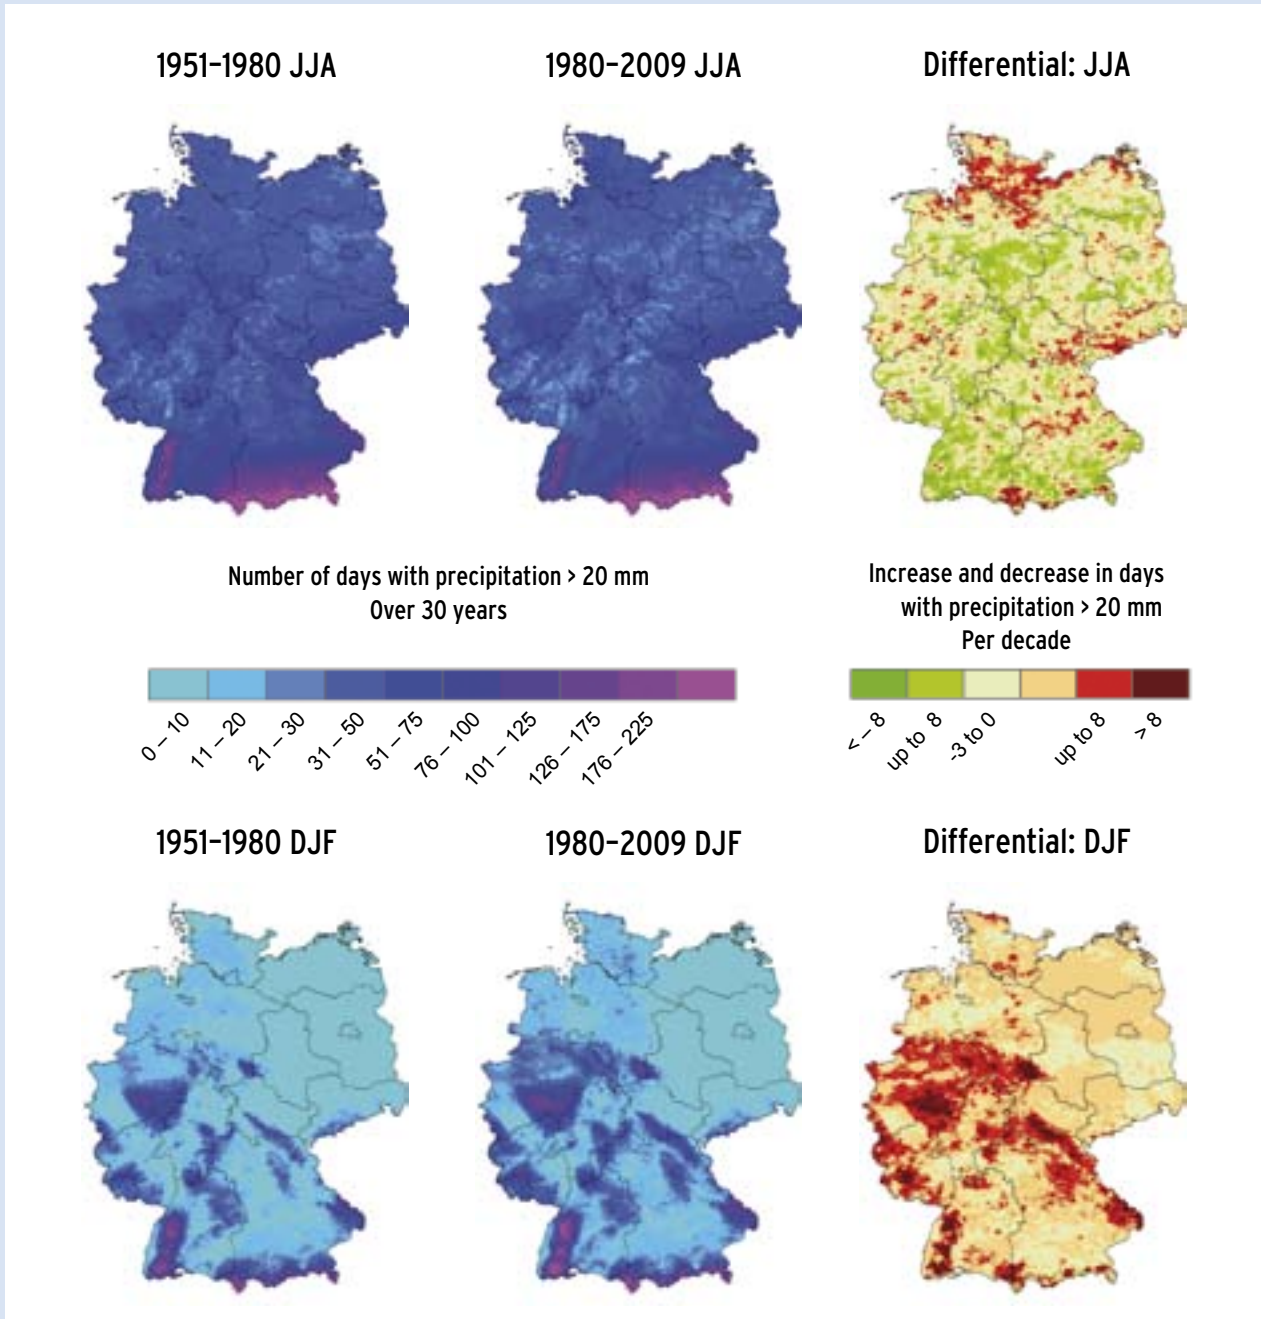 1951–1980 JJA
1980–2009 JJA
Differential: JJA
Number of days with precipitation > 20 mm
Over 30 years
Increase and decrease in days
with precipitation > 20 mm
Per decade
0 – 10
11 – 20
21 – 30
31 – 50
51 – 75
76 – 100
101 – 125
126 – 175
176 – 225
< – 8
up to 8
-3 to 0
up to 8
> 8
1951–1980 DJF
1980–2009 DJF
Differential: DJF